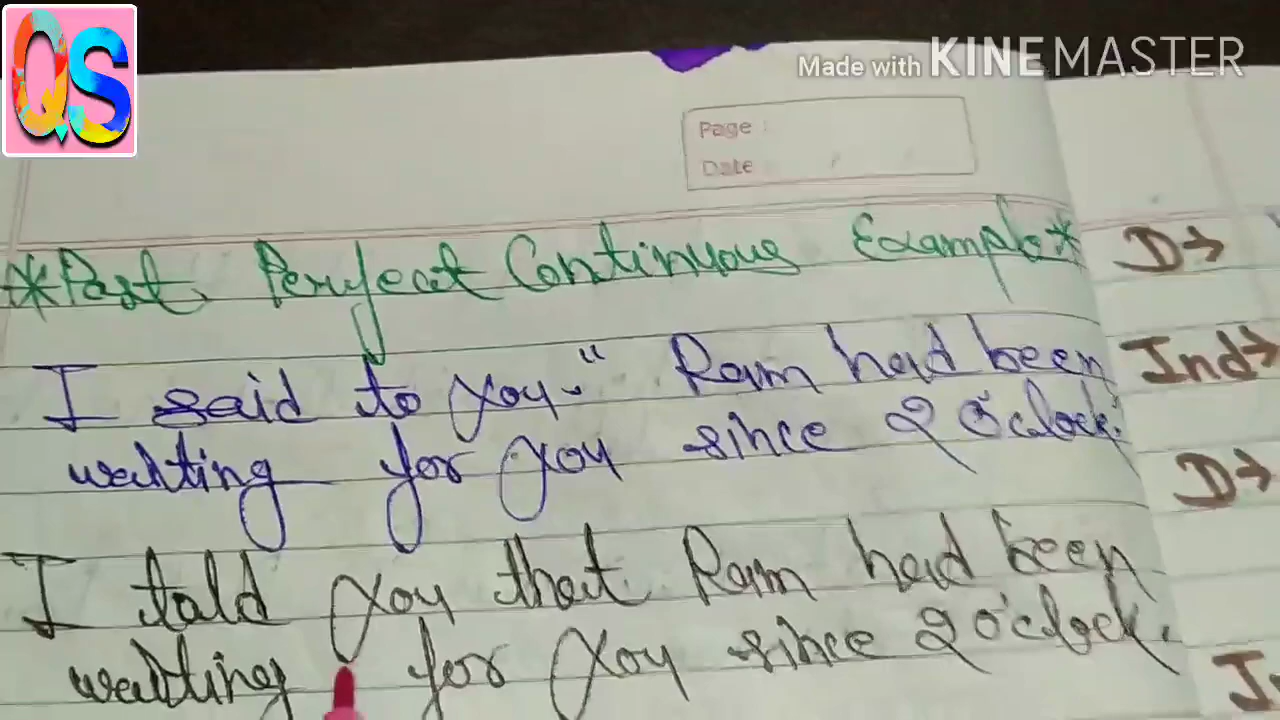 QS
Made with KINEMASTER
Page :
Date
*Past Perfect Continuous Example*
D→
I said to you-" Ram had been
Ind→
waiting for you since 2 O'clock."
D→
I told you that Ram had been
waiting for you since 2 O'clock.
I